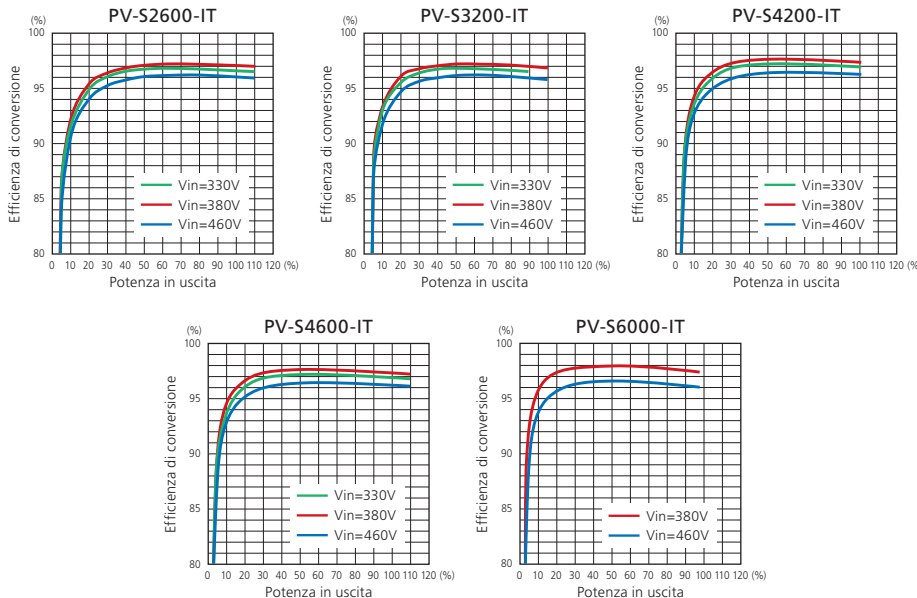 PV-S2600-IT
(%)
100
95
90
85
80
Efficienza di conversione
Vin=330V
Vin=380V
Vin=460V
0 10 20 30 40 50 60 70 80 90 100 110 120 (%)
Potenza in uscita
PV-S3200-IT
(%)
100
95
90
85
80
Efficienza di conversione
Vin=330V
Vin=380V
Vin=460V
0 10 20 30 40 50 60 70 80 90 100 110 120 (%)
Potenza in uscita
PV-S4200-IT
(%)
100
95
90
85
80
Efficienza di conversione
Vin=330V
Vin=380V
Vin=460V
0 10 20 30 40 50 60 70 80 90 100 110 120 (%)
Potenza in uscita
PV-S4600-IT
(%)
100
95
90
85
80
Efficienza di conversione
Vin=330V
Vin=380V
Vin=460V
0 10 20 30 40 50 60 70 80 90 100 110 120 (%)
Potenza in uscita
PV-S6000-IT
(%)
100
95
90
85
80
Efficienza di conversione
Vin=380V
Vin=460V
0 10 20 30 40 50 60 70 80 90 100 110 120 (%)
Potenza in uscita